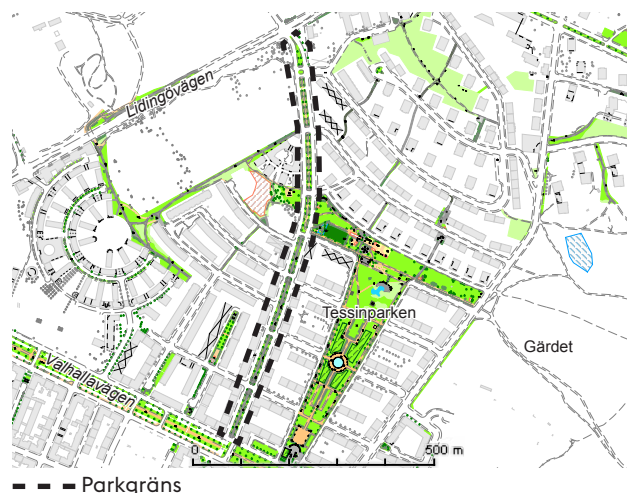 Lidingövägen
Tessinparken
Gärdet
Valhallavägen
0 500 m
Parkgräns